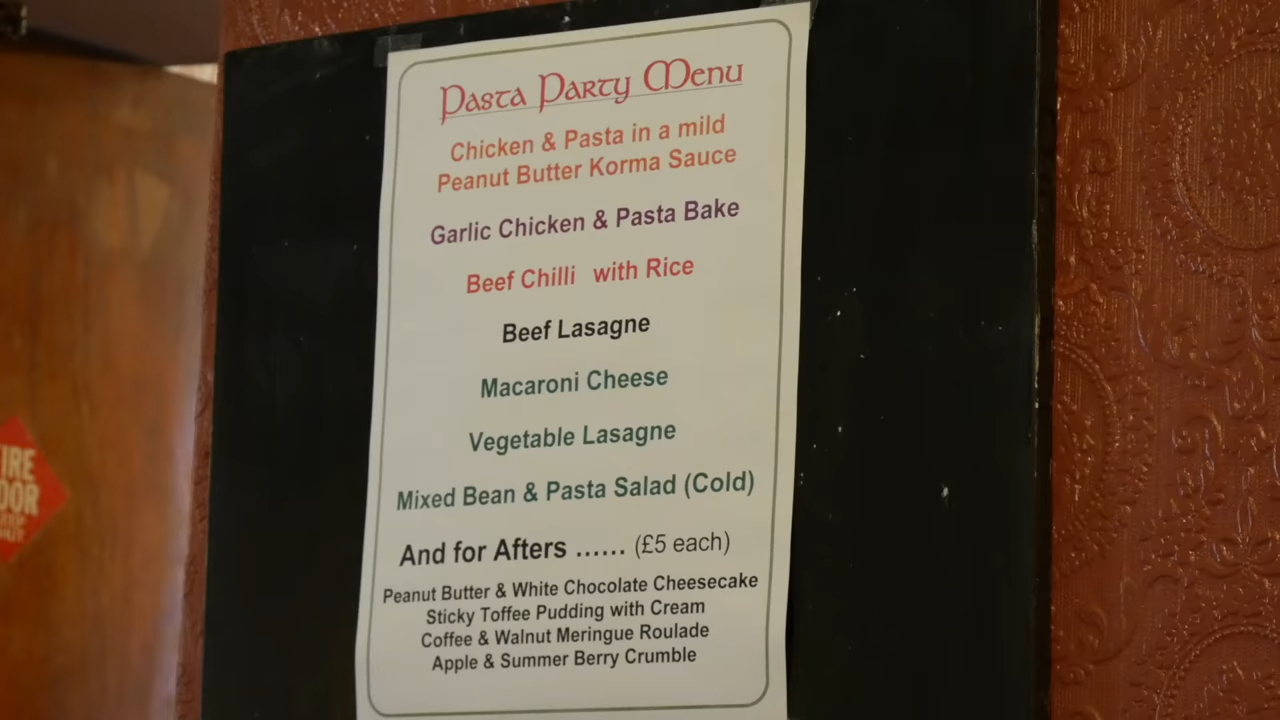 Pasta Party Menu
Chicken & Pasta in a mild
Peanut Butter Korma Sauce
Garlic Chicken & Pasta Bake
Beef Chilli with Rice
Beef Lasagne
Macaroni Cheese
Vegetable Lasagne
Mixed Bean & Pasta Salad (Cold)
And for Afters ...... (£5 each)
Peanut Butter & White Chocolate Cheesecake
Sticky Toffee Pudding with Cream
Coffee & Walnut Meringue Roulade
Apple & Summer Berry Crumble